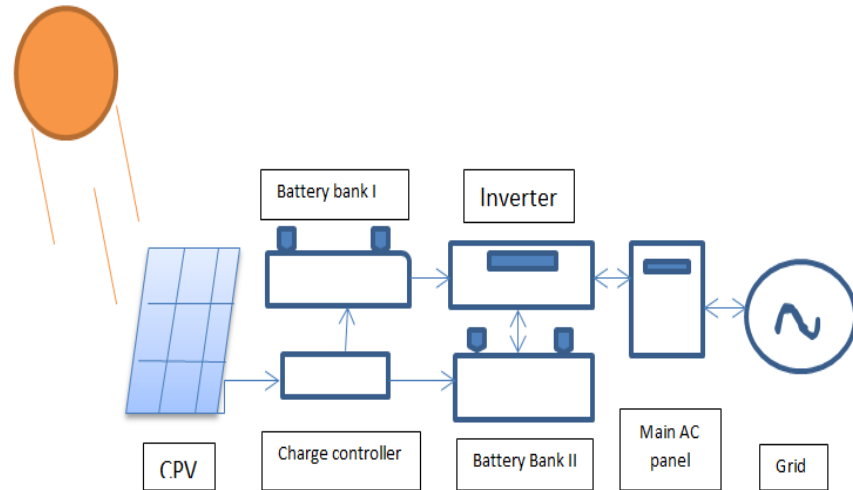 Battery bank I
Inverter
CPV
Charge controller
Battery Bank II
Main AC
panel
Grid